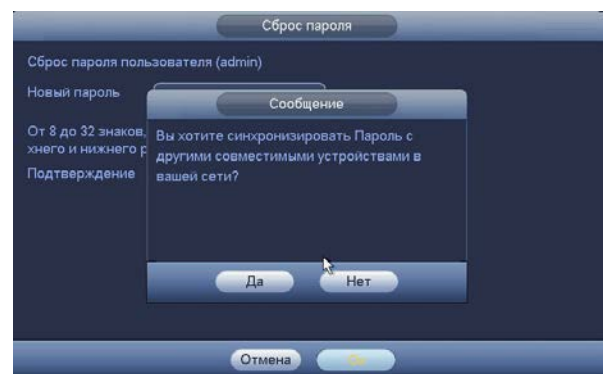 Сброс пароля
Сброс пароля пользователя (admin)
Новый пароль
Сообщение
От 8 до 32 знаков,
хнего и нижнего р
Вы хотите синхронизировать Пароль с
другими совместимыми устройствами в
вашей сети?
Подтверждение
Да Нет
Отмена